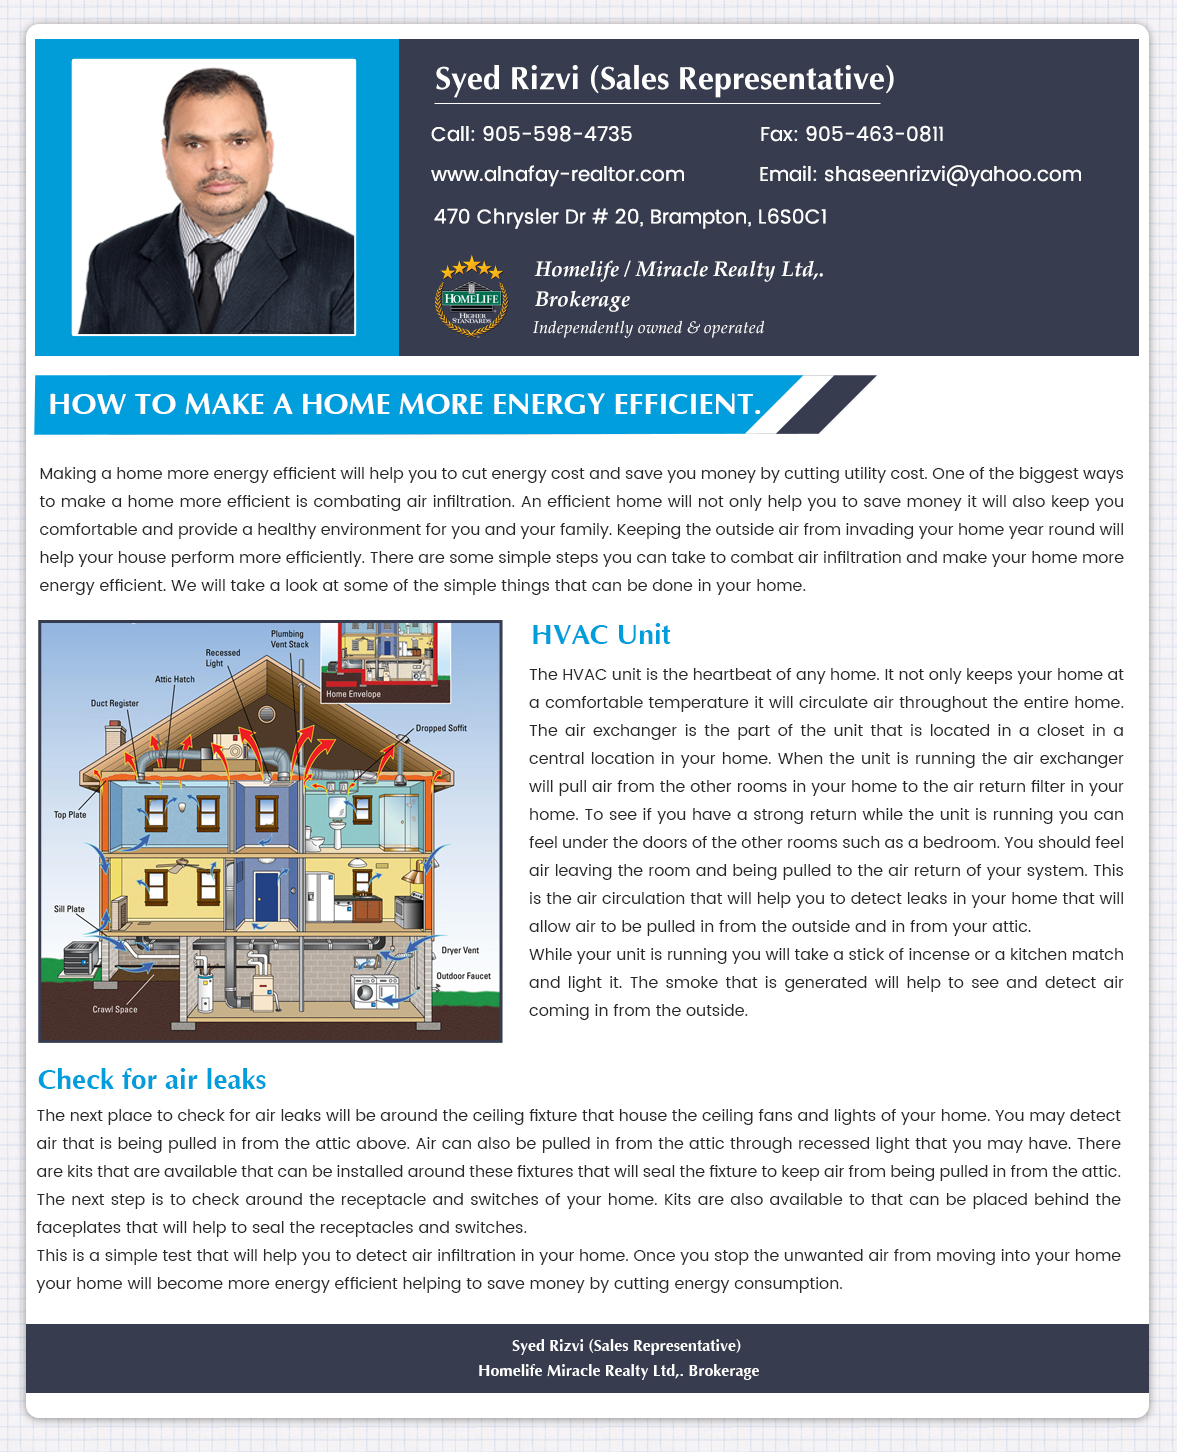 Syed Rizvi (Sales Representative)
Call: 905-598-4735
Fax: 905-463-0811
www.alnafay-realtor.com
Email: shaseenrizvi@yahoo.com
470 Chrysler Dr # 20, Brampton, L6S0C1
HOMELIFE
HIGHER
STANDARDS
Homelife / Miracle Realty Ltd,.
Brokerage
Independently owned & operated
HOW TO MAKE A HOME MORE ENERGY EFFICIENT.
Making a home more energy efficient will help you to cut energy cost and save you money by cutting utility cost. One of the biggest ways
to make a home more efficient is combating air infiltration. An efficient home will not only help you to save money it will also keep you
comfortable and provide a healthy environment for you and your family. Keeping the outside air from invading your home year round will
help your house perform more efficiently. There are some simple steps you can take to combat air infiltration and make your home more
energy efficient. We will take a look at some of the simple things that can be done in your home.
Plumbing
Vent Stack
Recessed
Light
Attic Hatch
Duct Register
Home Envelope
Dropped Soffit
Top Plate
Sill Plate
Dryer Vent
Outdoor Faucet
Crawl Space
HVAC Unit
The HVAC unit is the heartbeat of any home. It not only keeps your home at
a comfortable temperature it will circulate air throughout the entire home.
The air exchanger is the part of the unit that is located in a closet in a
central location in your home. When the unit is running the air exchanger
will pull air from the other rooms in your home to the air return filter in your
home. To see if you have a strong return while the unit is running you can
feel under the doors of the other rooms such as a bedroom. You should feel
air leaving the room and being pulled to the air return of your system. This
is the air circulation that will help you to detect leaks in your home that will
allow air to be pulled in from the outside and in from your attic.
While your unit is running you will take a stick of incense or a kitchen match
and light it. The smoke that is generated will help to see and detect air
coming in from the outside.
Check for air leaks
The next place to check for air leaks will be around the ceiling fixture that house the ceiling fans and lights of your home. You may detect
air that is being pulled in from the attic above. Air can also be pulled in from the attic through recessed light that you may have. There
are kits that are available that can be installed around these fixtures that will seal the fixture to keep air from being pulled in from the attic.
The next step is to check around the receptacle and switches of your home. Kits are also available to that can be placed behind the
faceplates that will help to seal the receptacles and switches.
This is a simple test that will help you to detect air infiltration in your home. Once you stop the unwanted air from moving into your home
your home will become more energy efficient helping to save money by cutting energy consumption.
Syed Rizvi (Sales Representative)
Homelife Miracle Realty Ltd,. Brokerage